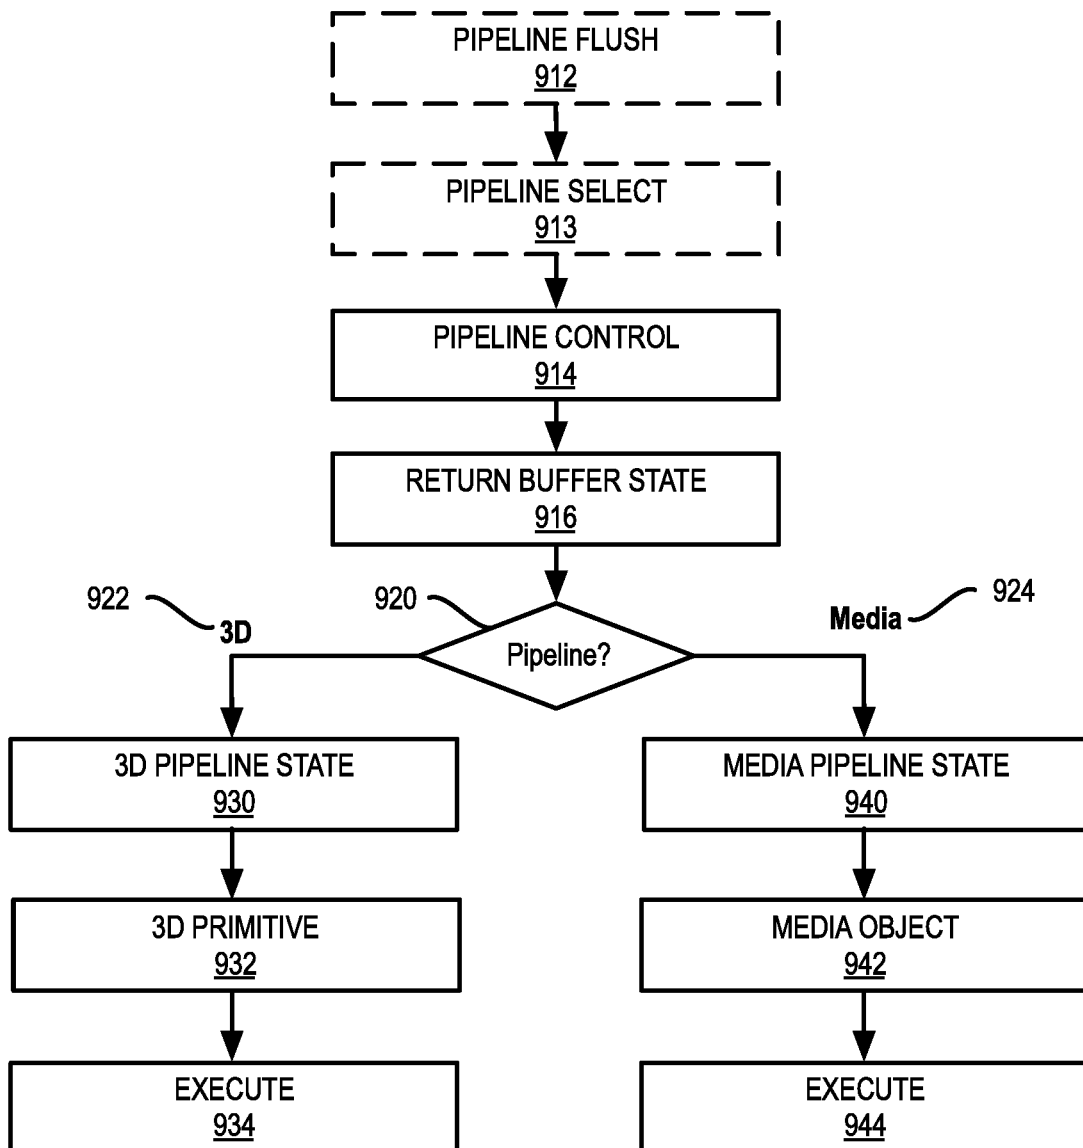 PIPELINE FLUSH
912
PIPELINE SELECT
913
PIPELINE CONTROL
914
RETURN BUFFER STATE
916
922
3D
920
Pipeline?
Media
924
3D PIPELINE STATE
930
MEDIA PIPELINE STATE
940
3D PRIMITIVE
932
MEDIA OBJECT
942
EXECUTE
934
EXECUTE
944